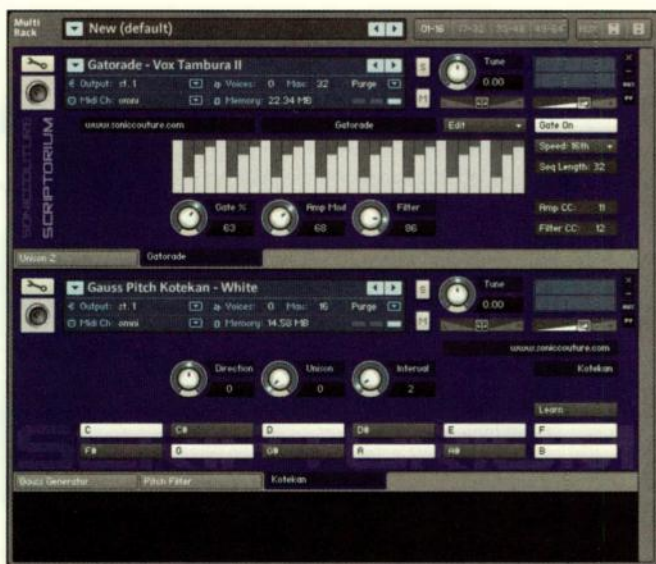 Multi Rack
New (default)
01-16 17-32 33-48 49-64
Gatorade - Vox Tambura II
Output: st. 1 Voices: 0 Max: 32 Purge
Midi Ch: omni Memory: 22.34 MB
S
M
Tune
0.00
SONICCOUTURE
SCRIPTORIUM
www.soniccouture.com Gatorade Edit Gate On
Speed: 16th
Seq Length: 32
Gate % Amp Mod Filter
63 68 86
Amp CC: 11
Filter CC: 12
Unison 2 Gatorade
Gauss Pitch Kotekan - White
Output: st. 1 Voices: 0 Max: 16 Purge
Midi Ch: omni Memory: 14.58 MB
S
M
Tune
0.00
www.soniccouture.com
Kotekan
Direction Unison Interval
0 0 2
Learn
C C# D D# E F
F# G G# A A# B
Gauss Generator Pitch Filter Kotekan